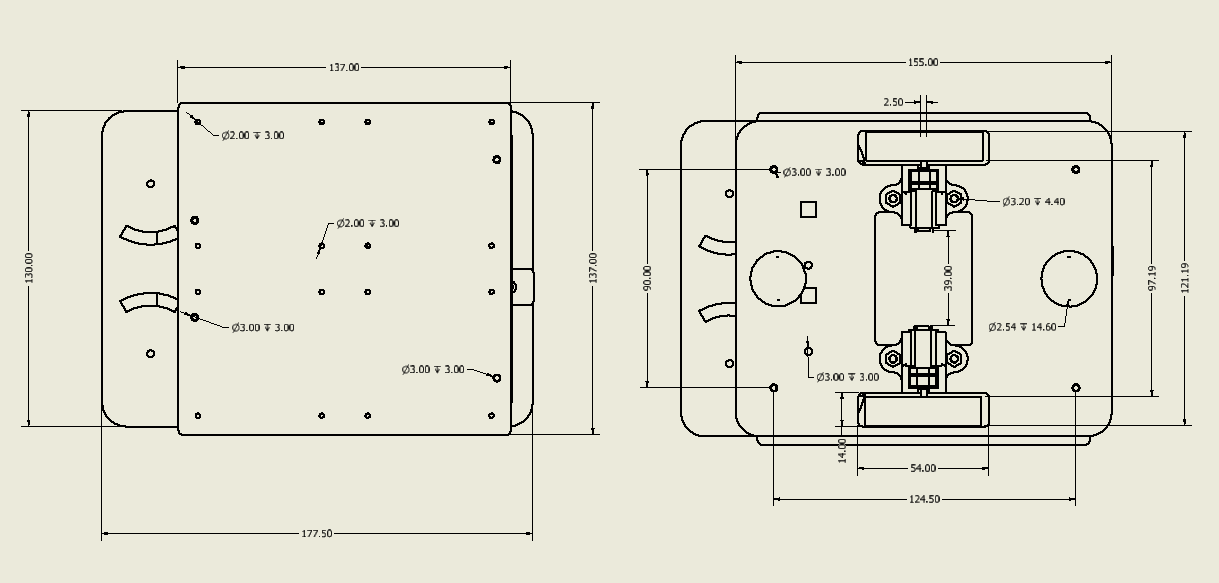 137.00
Ø2.00 ↧ 3.00
Ø2.00 ↧ 3.00
130.00
137.00
Ø3.00 ↧ 3.00
Ø3.00 ↧ 3.00
177.50
155.00
2.50
Ø3.00 ↧ 3.00
Ø3.20 ↧ 4.40
90.00
39.00
97.19
121.19
Ø2.54 ↧ 14.60
Ø3.00 ↧ 3.00
14.00
54.00
124.50